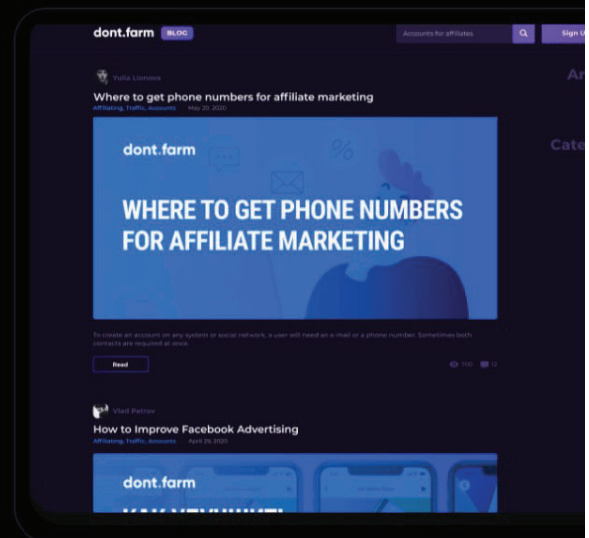 dont.farm BLOG
Accounts for affiliates
Sign U
Ar
Cate
Yulia Lionova
Where to get phone numbers for affiliate marketing
Affiliating, Traffic, Accounts May 20, 2020
dont.farm
WHERE TO GET PHONE NUMBERS
FOR AFFILIATE MARKETING
To create an account on any system or social network, a user will need an e-mail or a phone number. Sometimes both
contacts are required at once.
Read
700 12
Vlad Petrov
How to Improve Facebook Advertising
Affiliating, Traffic, Accounts April 29, 2020
dont.farm